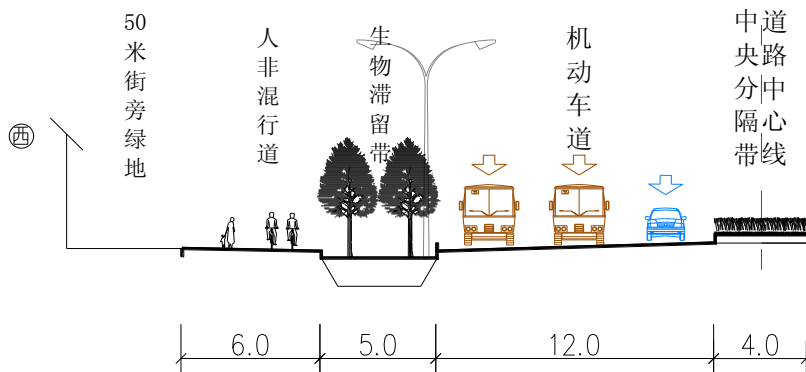 50米街旁绿地
人非混行道
生物滞留带
机动车道
中央分隔带
道路中心线
西
6.0
5.0
12.0
4.0